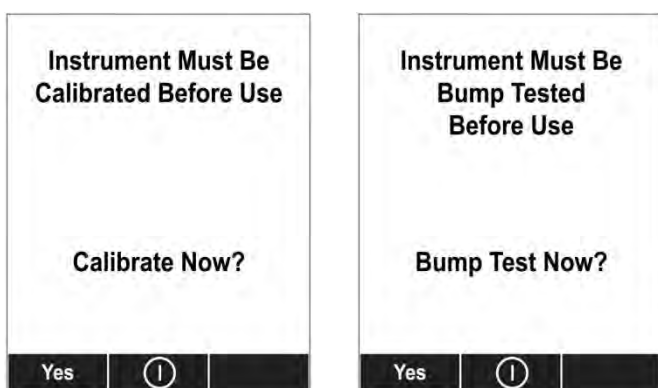 Instrument Must Be
Calibrated Before Use
Calibrate Now?
Yes
Instrument Must Be
Bump Tested
Before Use
Bump Test Now?
Yes